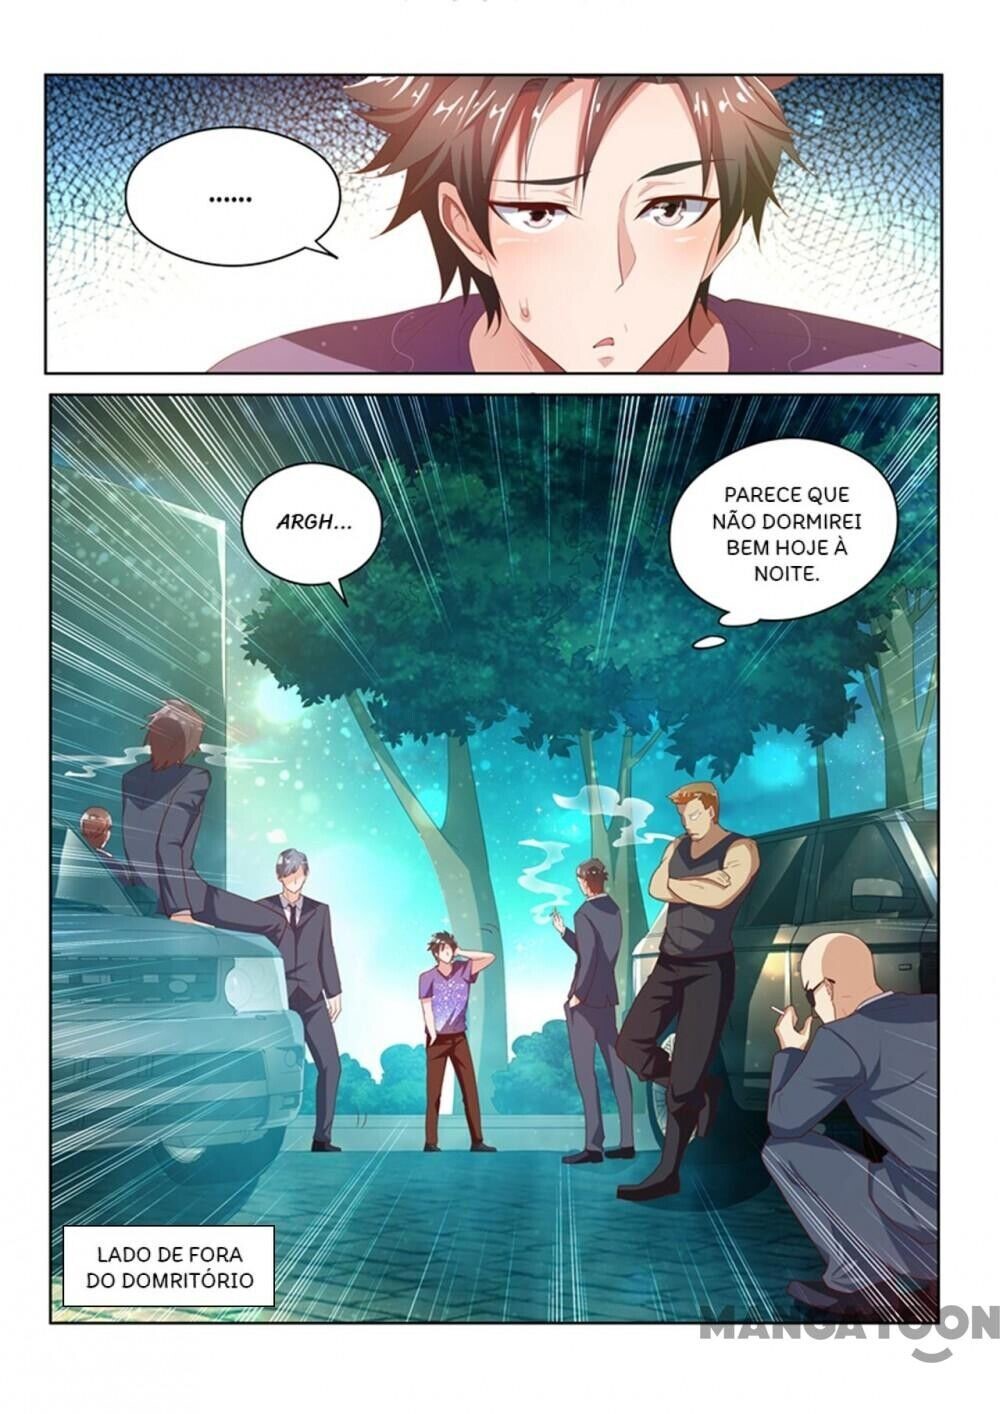 .......
ARGH...
PARECE QUE
NÃO DORMIREI
BEM HOJE À
NOITE.
LADO DE FORA
DO DOMRITÓRIO
MANGATOON